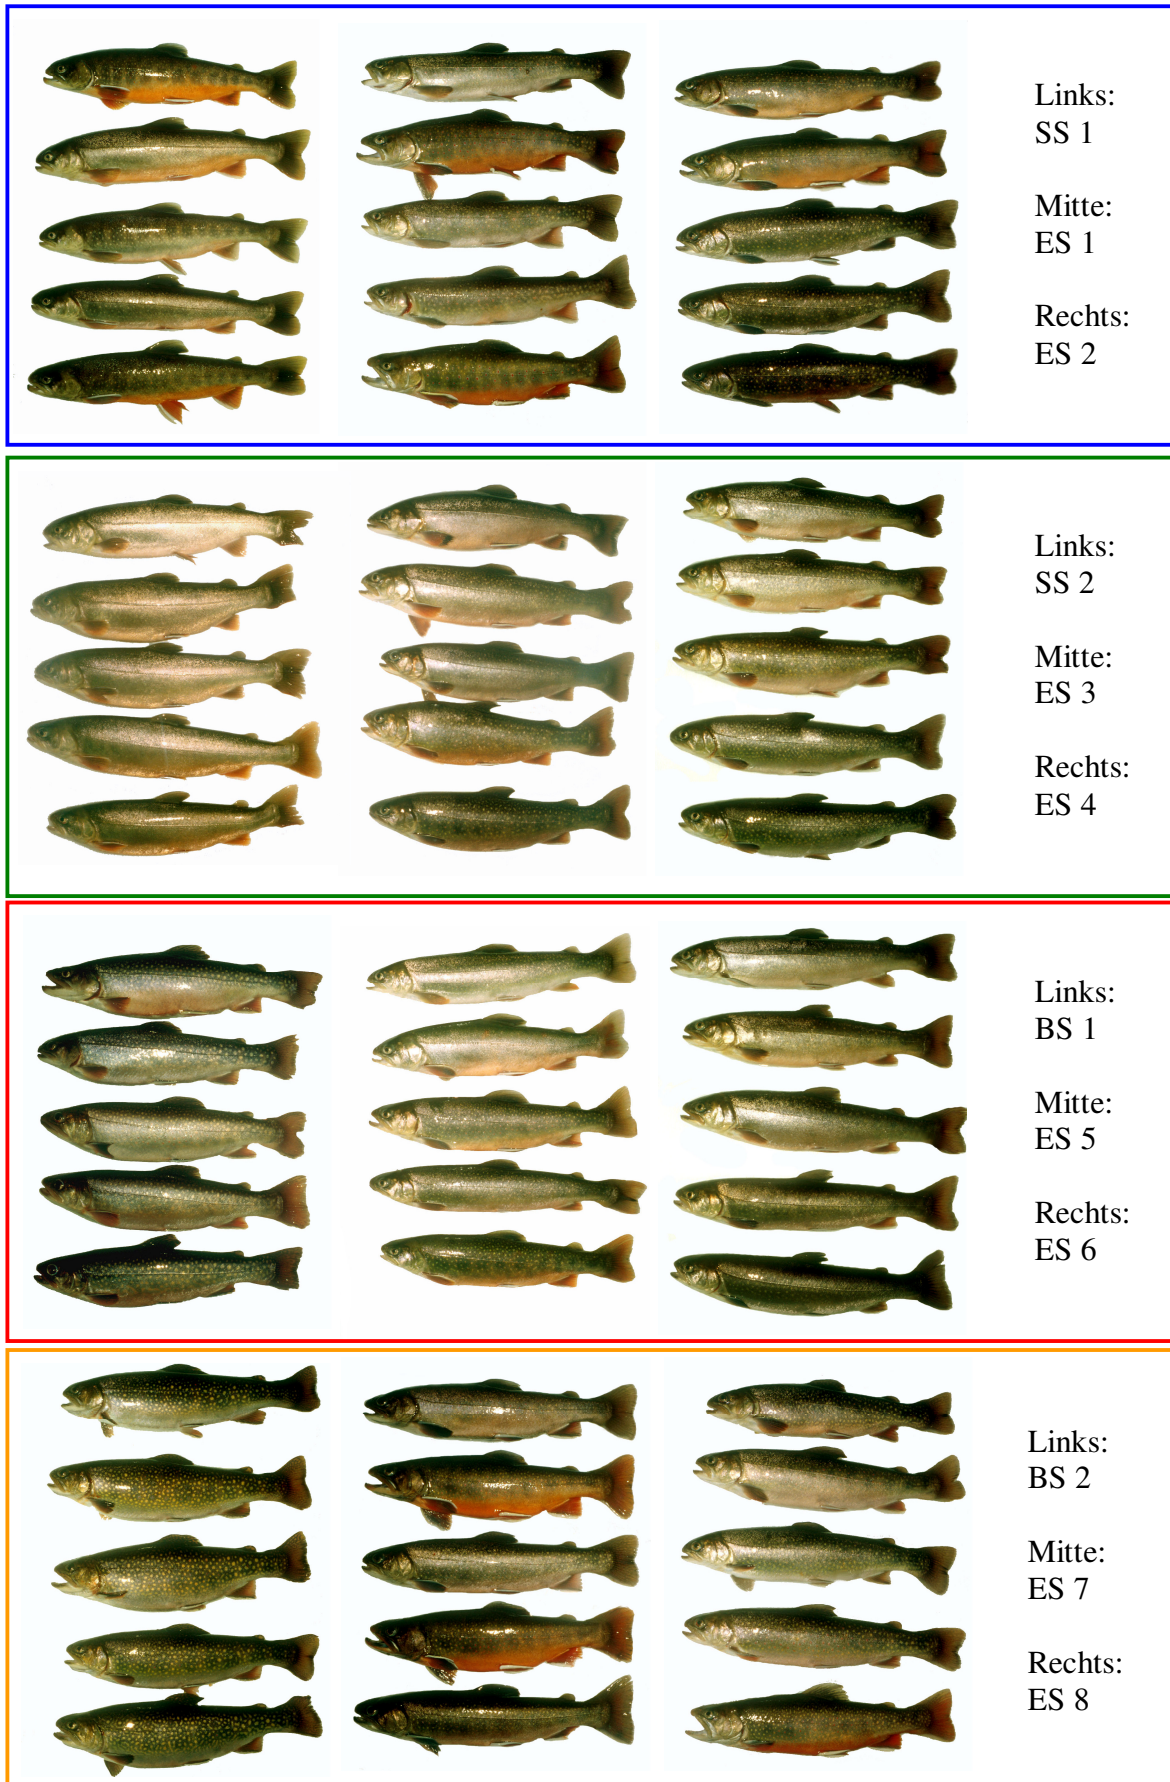 Links:
SS 1
Mitte:
ES 1
Rechts:
ES 2
Links:
SS 2
Mitte:
ES 3
Rechts:
ES 4
Links:
BS 1
Mitte:
ES 5
Rechts:
ES 6
Links:
BS 2
Mitte:
ES 7
Rechts:
ES 8